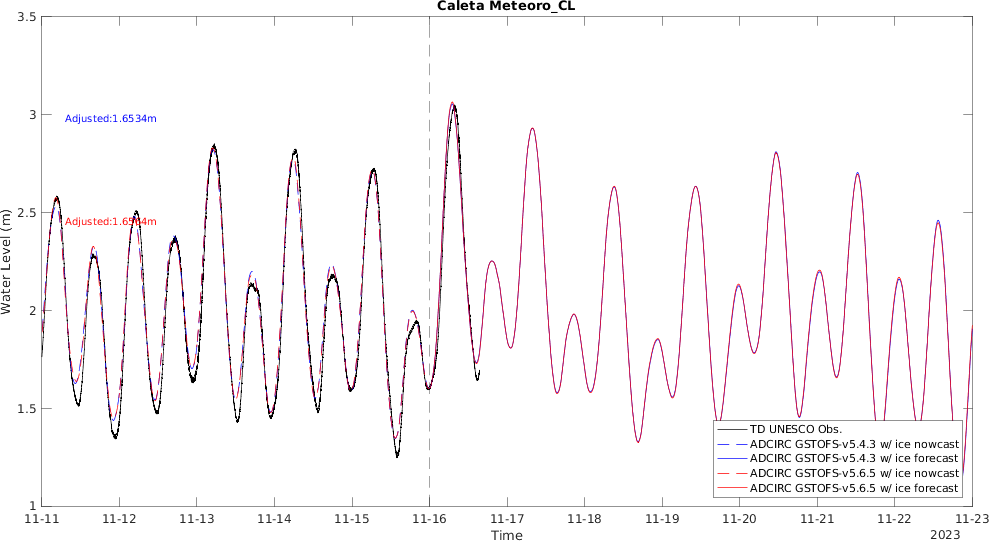 Caleta Meteoro_CL
3.5
3
2.5
2
1.5
1
Water Level (m)
Adjusted:1.6534m
Adjusted:1.6564m
TD UNESCO Obs.
ADCIRC GSTOFS-v5.4.3 w/ ice nowcast
ADCIRC GSTOFS-v5.4.3 w/ ice forecast
ADCIRC GSTOFS-v5.6.5 w/ ice nowcast
ADCIRC GSTOFS-v5.6.5 w/ ice forecast
11-11 11-12 11-13 11-14 11-15 11-16 11-17 11-18 11-19 11-20 11-21 11-22 11-23
Time
2023